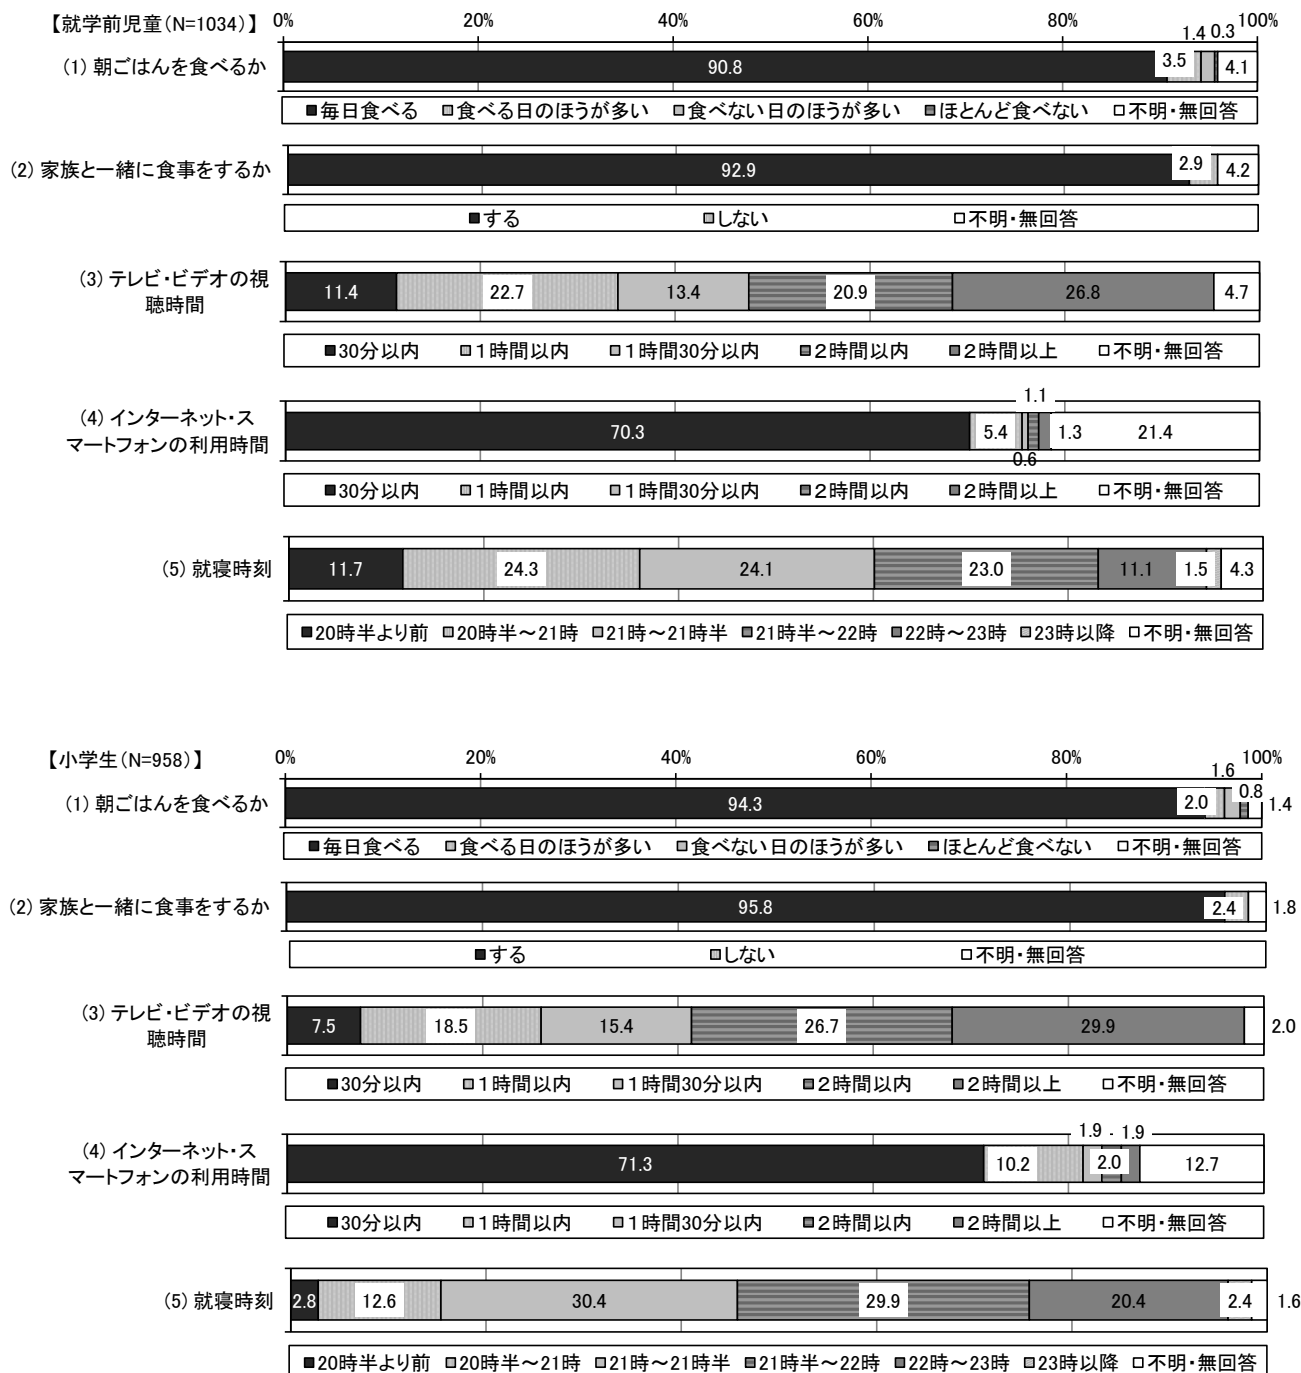 【就学前児童(N=1034)】 0% 20% 40% 60% 80% 100%
1.4 0.3
(1) 朝ごはんを食べるか 90.8 3.5 4.1
■毎日食べる □食べる日のほうが多い □食べない日のほうが多い ■ほとんど食べない □不明・無回答
(2) 家族と一緒に食事をするか 92.9 2.9 4.2
■する □しない □不明・無回答
(3) テレビ・ビデオの視
聴時間
11.4 22.7 13.4 20.9 26.8 4.7
■30分以内 □1時間以内 □1時間30分以内 ■2時間以内 ■2時間以上 □不明・無回答
1.1
(4) インターネット・ス
マートフォンの利用時間
70.3 5.4 1.3 21.4
0.6
■30分以内 □1時間以内 □1時間30分以内 ■2時間以内 ■2時間以上 □不明・無回答
(5) 就寝時刻 11.7 24.3 24.1 23.0 11.1 1.5 4.3
■20時半より前 □20時半～21時 □21時～21時半 ■21時半～22時 ■22時～23時 □23時以降 □不明・無回答
【小学生(N=958)】 0% 20% 40% 60% 80% 100%
1.6
(1) 朝ごはんを食べるか 94.3 2.0 0.8 1.4
■毎日食べる □食べる日のほうが多い □食べない日のほうが多い ■ほとんど食べない □不明・無回答
(2) 家族と一緒に食事をするか 95.8 2.4 1.8
■する □しない □不明・無回答
(3) テレビ・ビデオの視
聴時間
7.5 18.5 15.4 26.7 29.9 2.0
■30分以内 □1時間以内 □1時間30分以内 ■2時間以内 ■2時間以上 □不明・無回答
1.9 1.9
(4) インターネット・ス
マートフォンの利用時間
71.3 10.2 2.0 12.7
■30分以内 □1時間以内 □1時間30分以内 ■2時間以内 ■2時間以上 □不明・無回答
(5) 就寝時刻 2.8 12.6 30.4 29.9 20.4 2.4 1.6
■20時半より前 □20時半～21時 □21時～21時半 ■21時半～22時 ■22時～23時 □23時以降 □不明・無回答